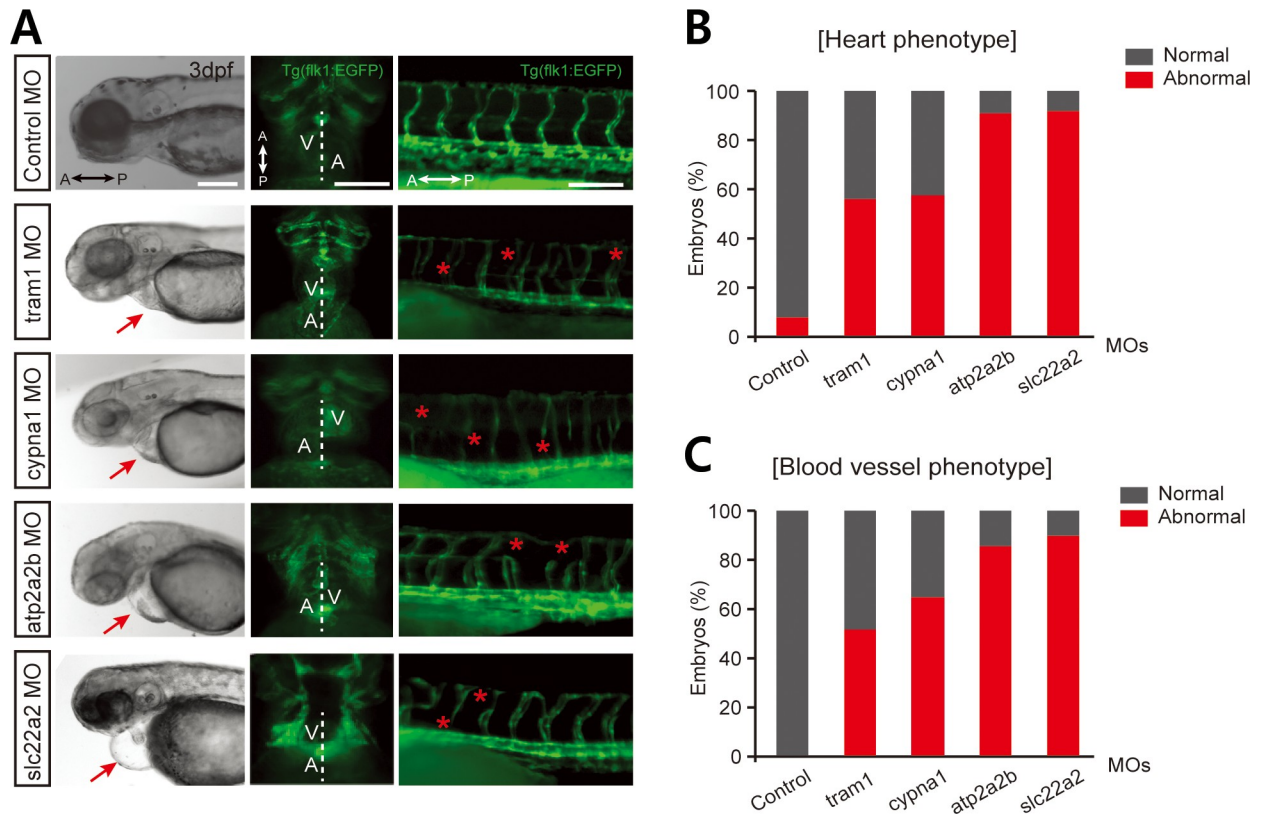 A
Control MO
3dpf
A
P
Tg(flk1:EGFP)
A
P
V
A
Tg(flk1:EGFP)
A
P
tram1 MO
V
A
*
*
*
cypna1 MO
V
A
*
*
*
atp2a2b MO
A
V
*
*
slc22a2 MO
V
A
*
*
B
[Heart phenotype]
Normal
Abnormal
Embryos (%)
100
80
60
40
20
0
Control
tram1
cypna1
atp2a2b
slc22a2
MOs
C
[Blood vessel phenotype]
Normal
Abnormal
Embryos (%)
100
80
60
40
20
0
Control
tram1
cypna1
atp2a2b
slc22a2
MOs